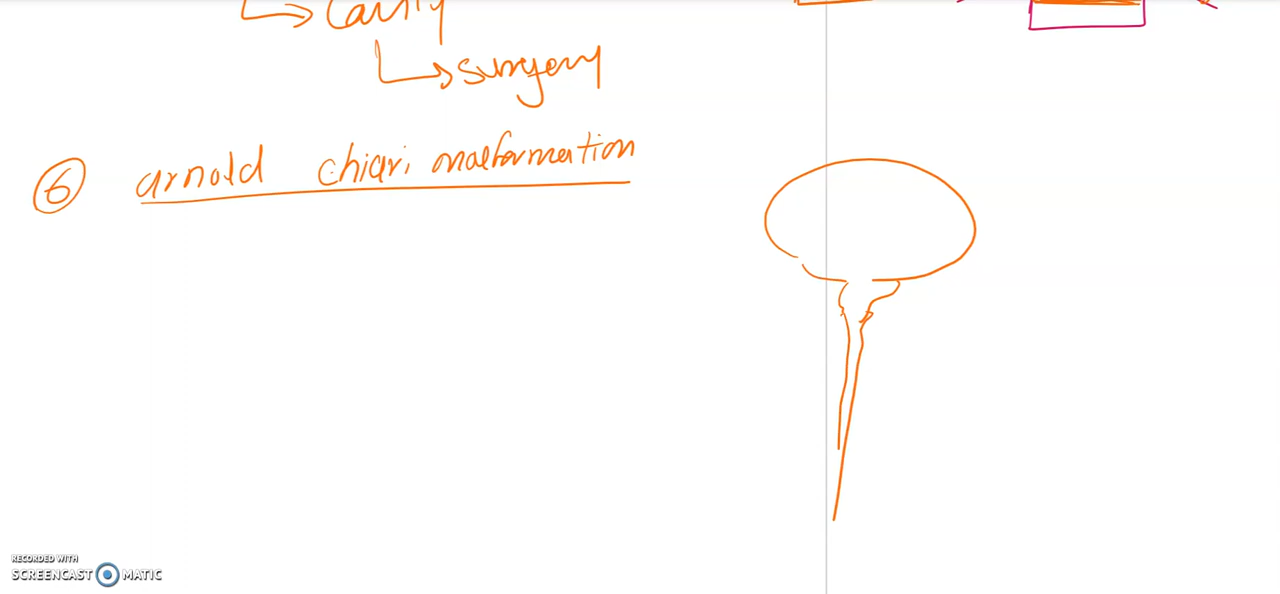 ↳ Cavity
↳ surgery
⑥ arnold chiari malformation
RECORDED WITH
SCREENCAST MATIC